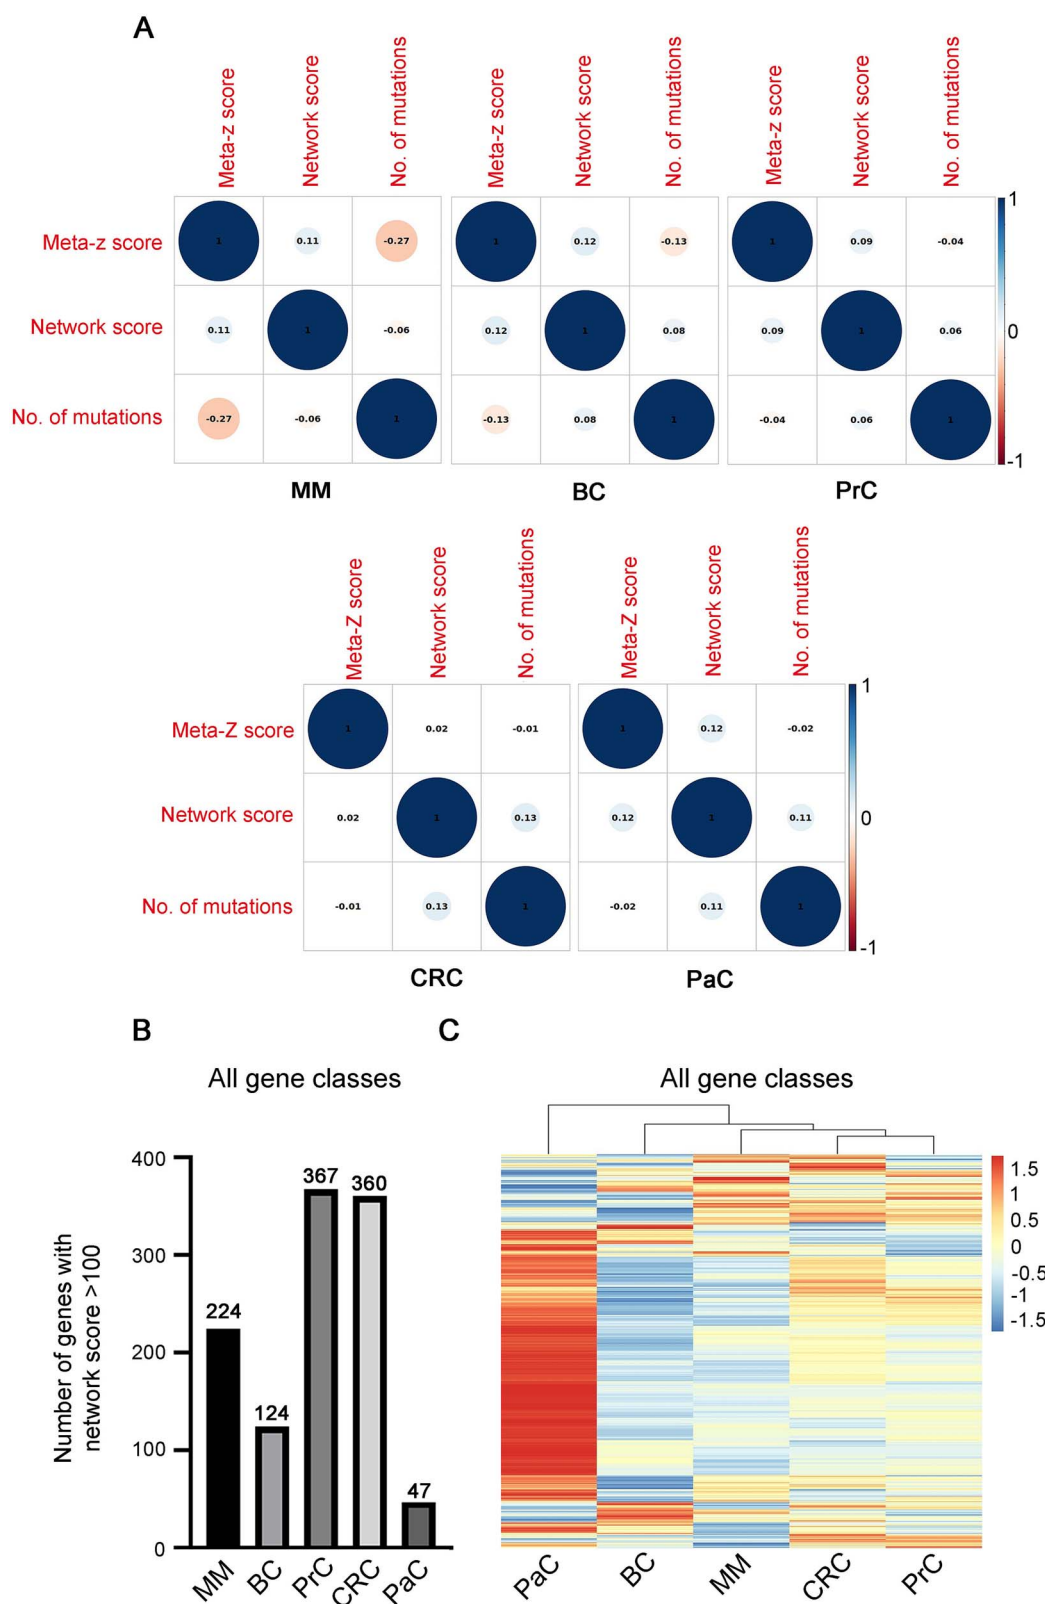 A
Meta-z score
Network score
No. of mutations
Meta-z score
Network score
No. of mutations
Meta-z score
Network score
No. of mutations
Meta-z score
1
0.11
-0.27
1
0.12
-0.13
1
0.09
-0.04
1
Network score
0.11
1
-0.06
0.12
1
0.08
0.09
1
0.06
0
No. of mutations
-0.27
-0.06
1
-0.13
0.08
1
-0.04
0.06
1
-1
MM
BC
PrC
Meta-Z score
Network score
No. of mutations
Meta-Z score
Network score
No. of mutations
Meta-Z score
1
0.02
-0.01
1
0.12
-0.02
1
Network score
0.02
1
0.13
0.12
1
0.11
0
No. of mutations
-0.01
0.13
1
-0.02
0.11
1
-1
CRC
PaC
B
All gene classes
Number of genes with
network score >100
400
300
200
100
0
224
124
367
360
47
MM
BC
PrC
CRC
PaC
C
All gene classes
1.5
1
0.5
0
-0.5
-1
-1.5
PaC
BC
MM
CRC
PrC